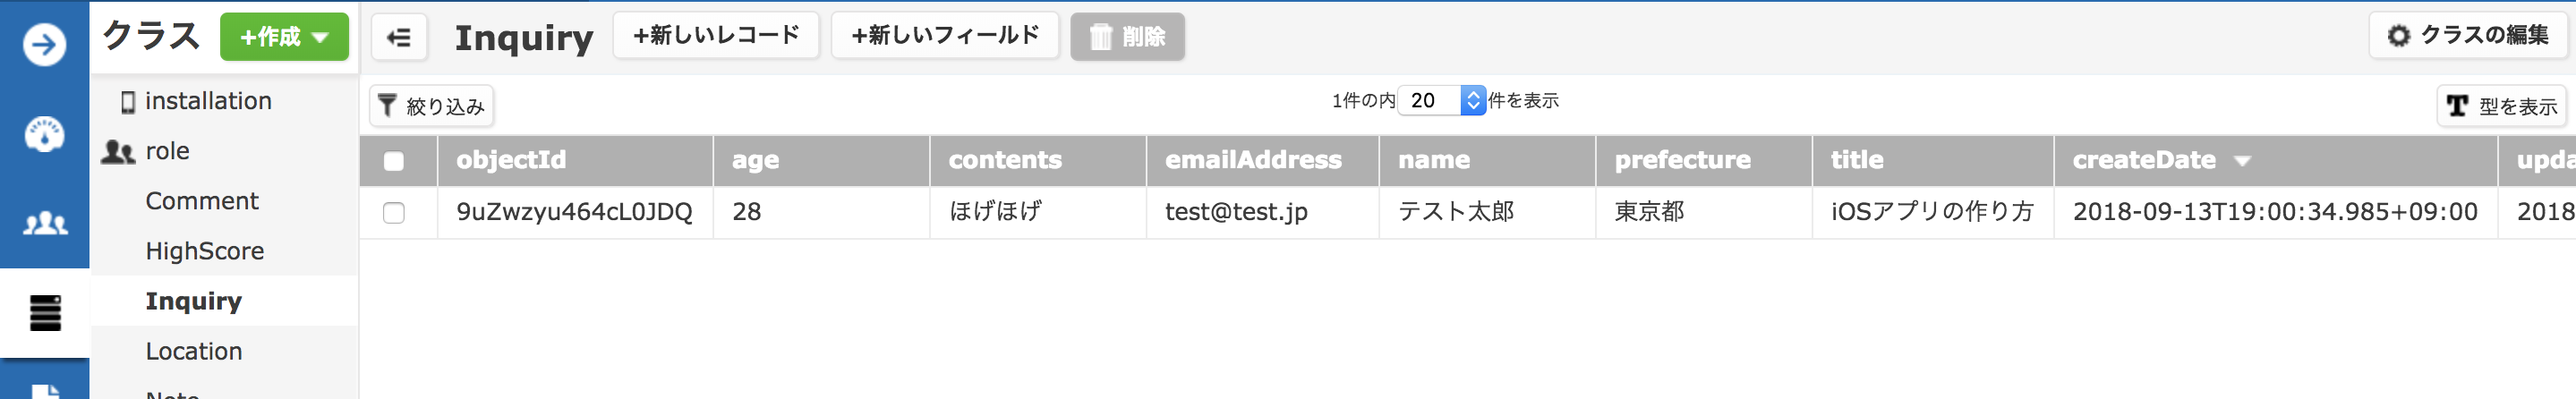 クラス
+作成
Inquiry
+新しいレコード
+新しいフィールド
削除
クラスの編集
installation
role
Comment
HighScore
Inquiry
Location
絞り込み
1件の内 20 件を表示
T 型を表示
objectId age contents emailAddress name prefecture title createDate
9uZwzyu464cL0JDQ 28 ほげほげ test@test.jp テスト太郎 東京都 iOSアプリの作り方 2018-09-13T19:00:34.985+09:00 2018